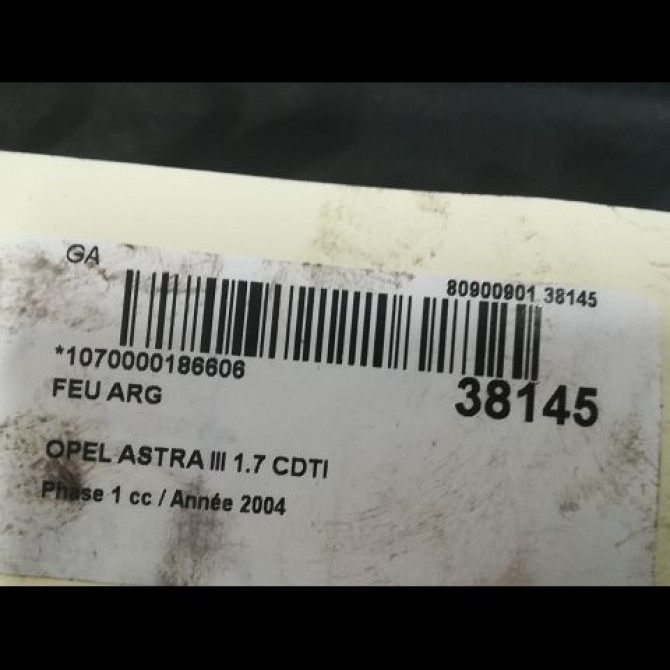 GA
80900901 38145
*1070000186606
38145
FEU ARG
OPEL ASTRA III 1.7 CDTI
Phase 1 cc / Année 2004